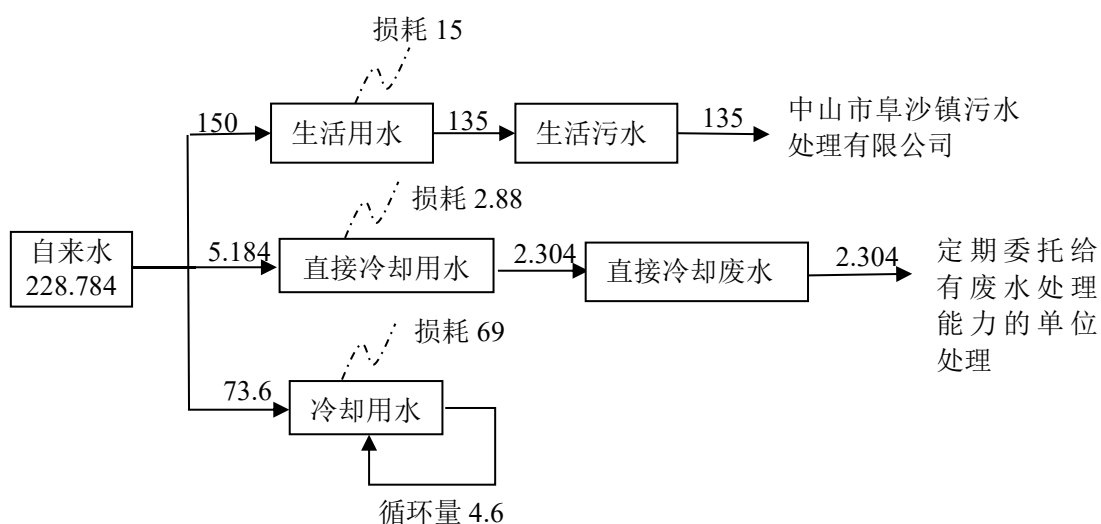 损耗 15
150
生活用水
135
生活污水
135
中山市阜沙镇污水
处理有限公司
损耗 2.88
自来水
228.784
5.184
直接冷却用水
2.304
直接冷却废水
2.304
定期委托给
有废水处理
能力的单位
处理
损耗 69
73.6
冷却用水
循环量 4.6